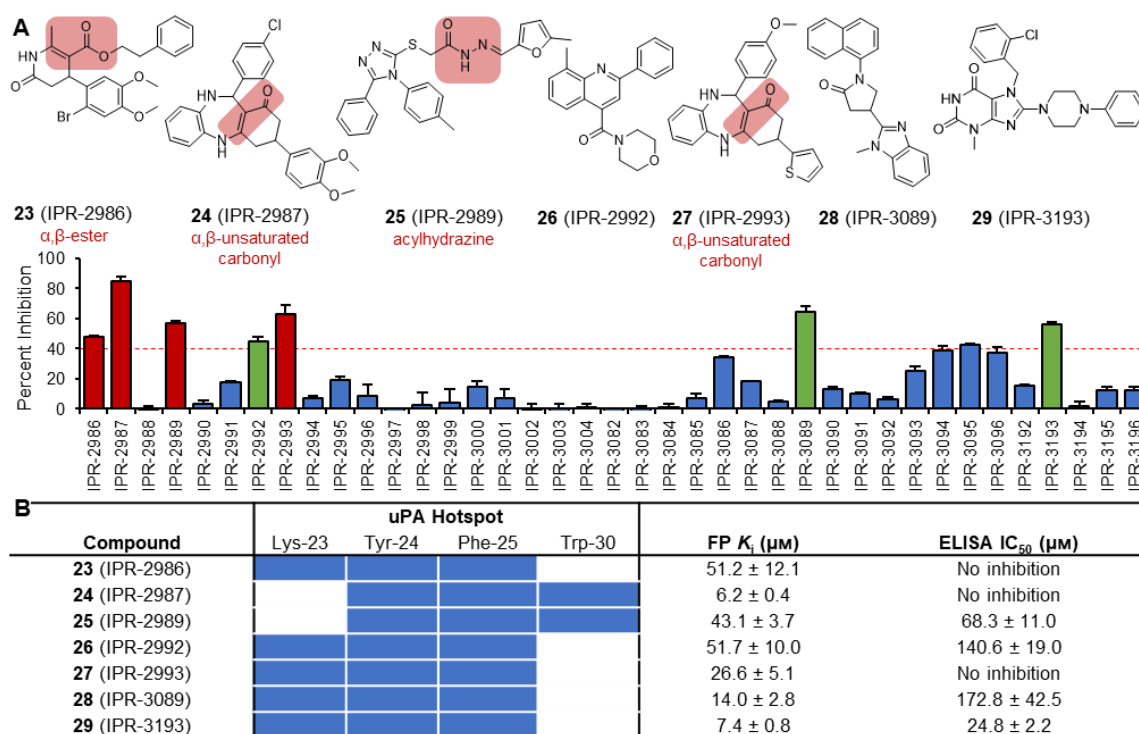 A
23 (IPR-2986)
α,β-ester
24 (IPR-2987)
α,β-unsaturated
carbonyl
25 (IPR-2989)
acylhydrazine
26 (IPR-2992)
27 (IPR-2993)
α,β-unsaturated
carbonyl
28 (IPR-3089)
29 (IPR-3193)
Me
O
O
HN
O
O
Br
O
Cl
H
N
O
N
H
O
O
N
N
N
S
O
N
H
N
O
N
O
N
O
O
H
N
O
N
H
S
N
O
N
N
Cl
O
HN
O
N
N
N
N
N
Percent Inhibition
100
80
60
40
20
0
IPR-2986
IPR-2987
IPR-2988
IPR-2989
IPR-2990
IPR-2991
IPR-2992
IPR-2993
IPR-2994
IPR-2995
IPR-2996
IPR-2997
IPR-2998
IPR-2999
IPR-3000
IPR-3001
IPR-3002
IPR-3003
IPR-3004
IPR-3082
IPR-3083
IPR-3084
IPR-3085
IPR-3086
IPR-3087
IPR-3088
IPR-3089
IPR-3090
IPR-3091
IPR-3092
IPR-3093
IPR-3094
IPR-3095
IPR-3096
IPR-3192
IPR-3193
IPR-3194
IPR-3195
IPR-3196
B
uPA Hotspot
Compound Lys-23 Tyr-24 Phe-25 Trp-30 FP Ki (μM) ELISA IC50 (μM)
23 (IPR-2986) 51.2 ± 12.1 No inhibition
24 (IPR-2987) 6.2 ± 0.4 No inhibition
25 (IPR-2989) 43.1 ± 3.7 68.3 ± 11.0
26 (IPR-2992) 51.7 ± 10.0 140.6 ± 19.0
27 (IPR-2993) 26.6 ± 5.1 No inhibition
28 (IPR-3089) 14.0 ± 2.8 172.8 ± 42.5
29 (IPR-3193) 7.4 ± 0.8 24.8 ± 2.2